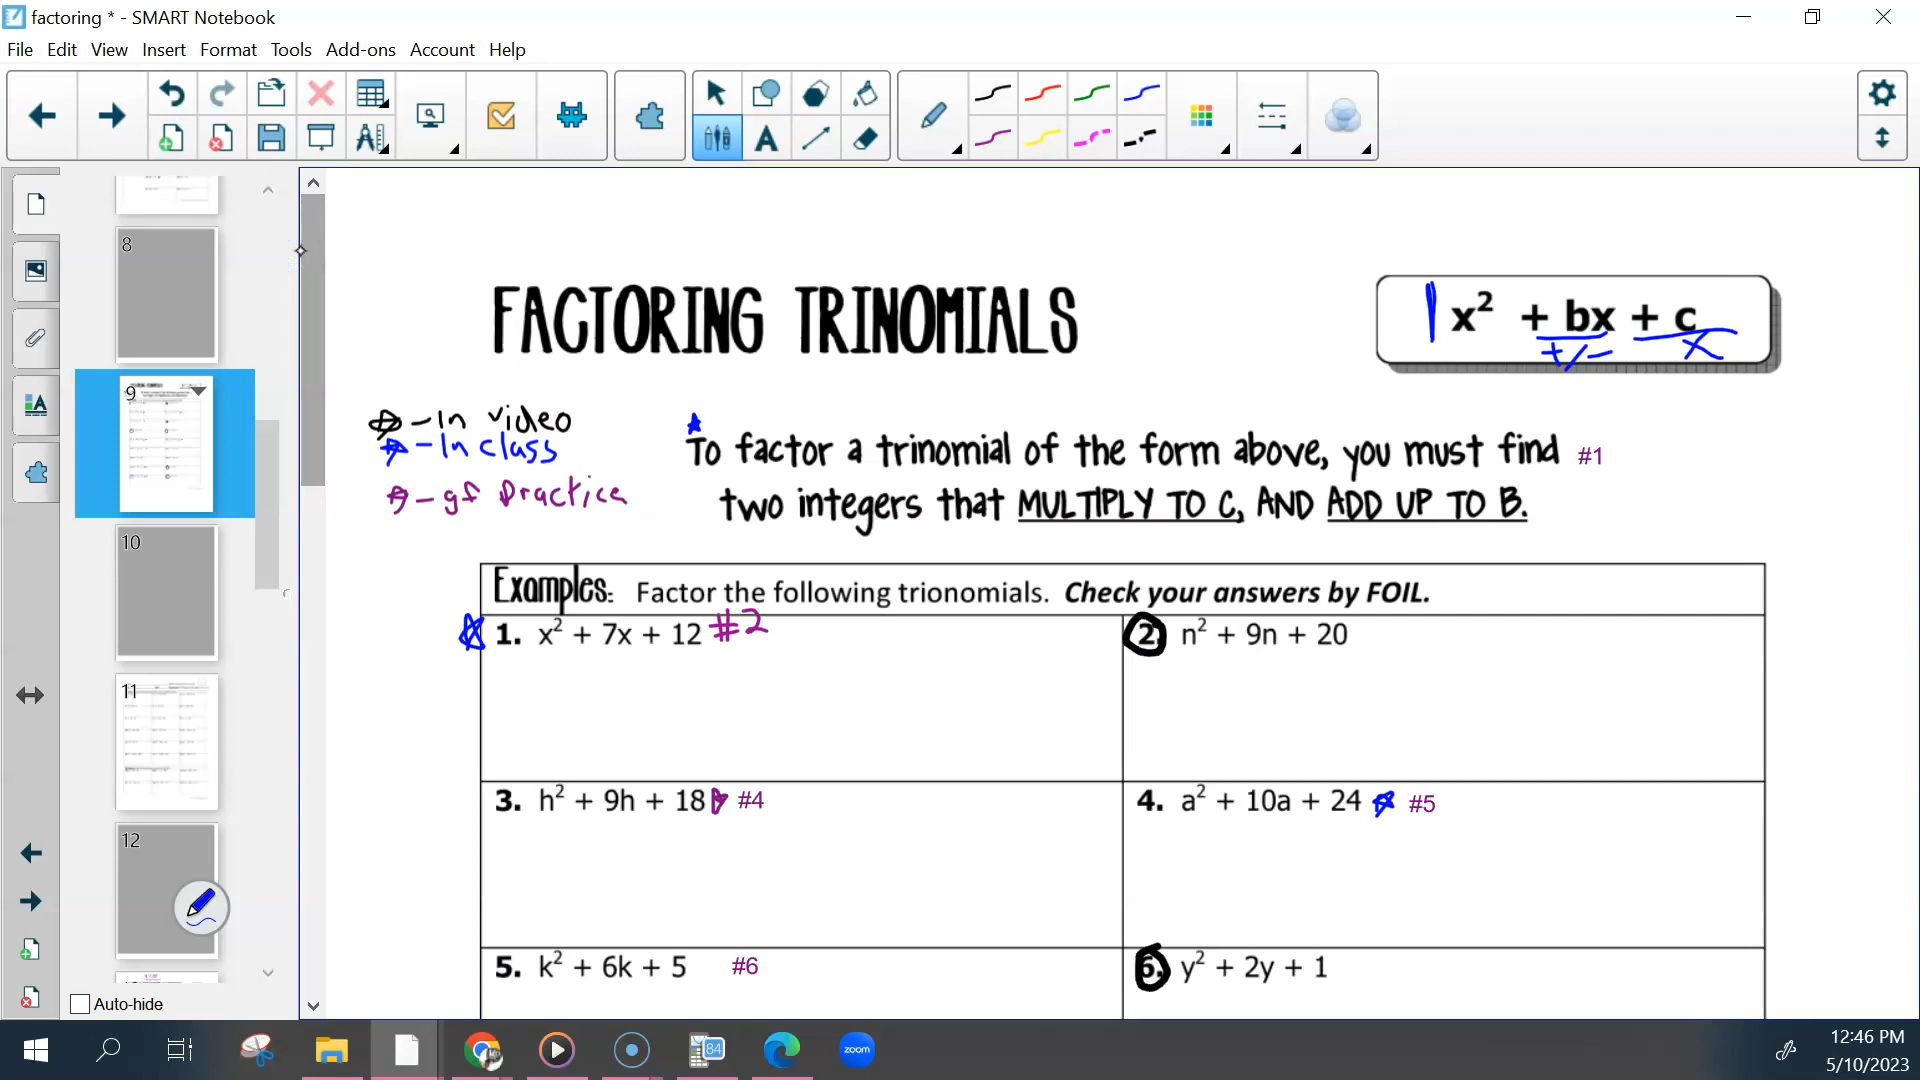 factoring * - SMART Notebook
File Edit View Insert Format Tools Add-ons Account Help
8
9
10
11
12
Auto-hide
FACTORING TRINOMIALS
1x² + bx + c
+/- x
-In video
-In class
-gf Practice
To factor a trinomial of the form above, you must find #1
two integers that MULTIPLY TO C, AND ADD UP TO B.
Examples: Factor the following trionomials. Check your answers by FOIL.
1. x² + 7x + 12 #2
2. n² + 9n + 20
3. h² + 9h + 18 #4
4. a² + 10a + 24 #5
5. k² + 6k + 5 #6
6. y² + 2y + 1
84
zoom
12:46 PM
5/10/2023